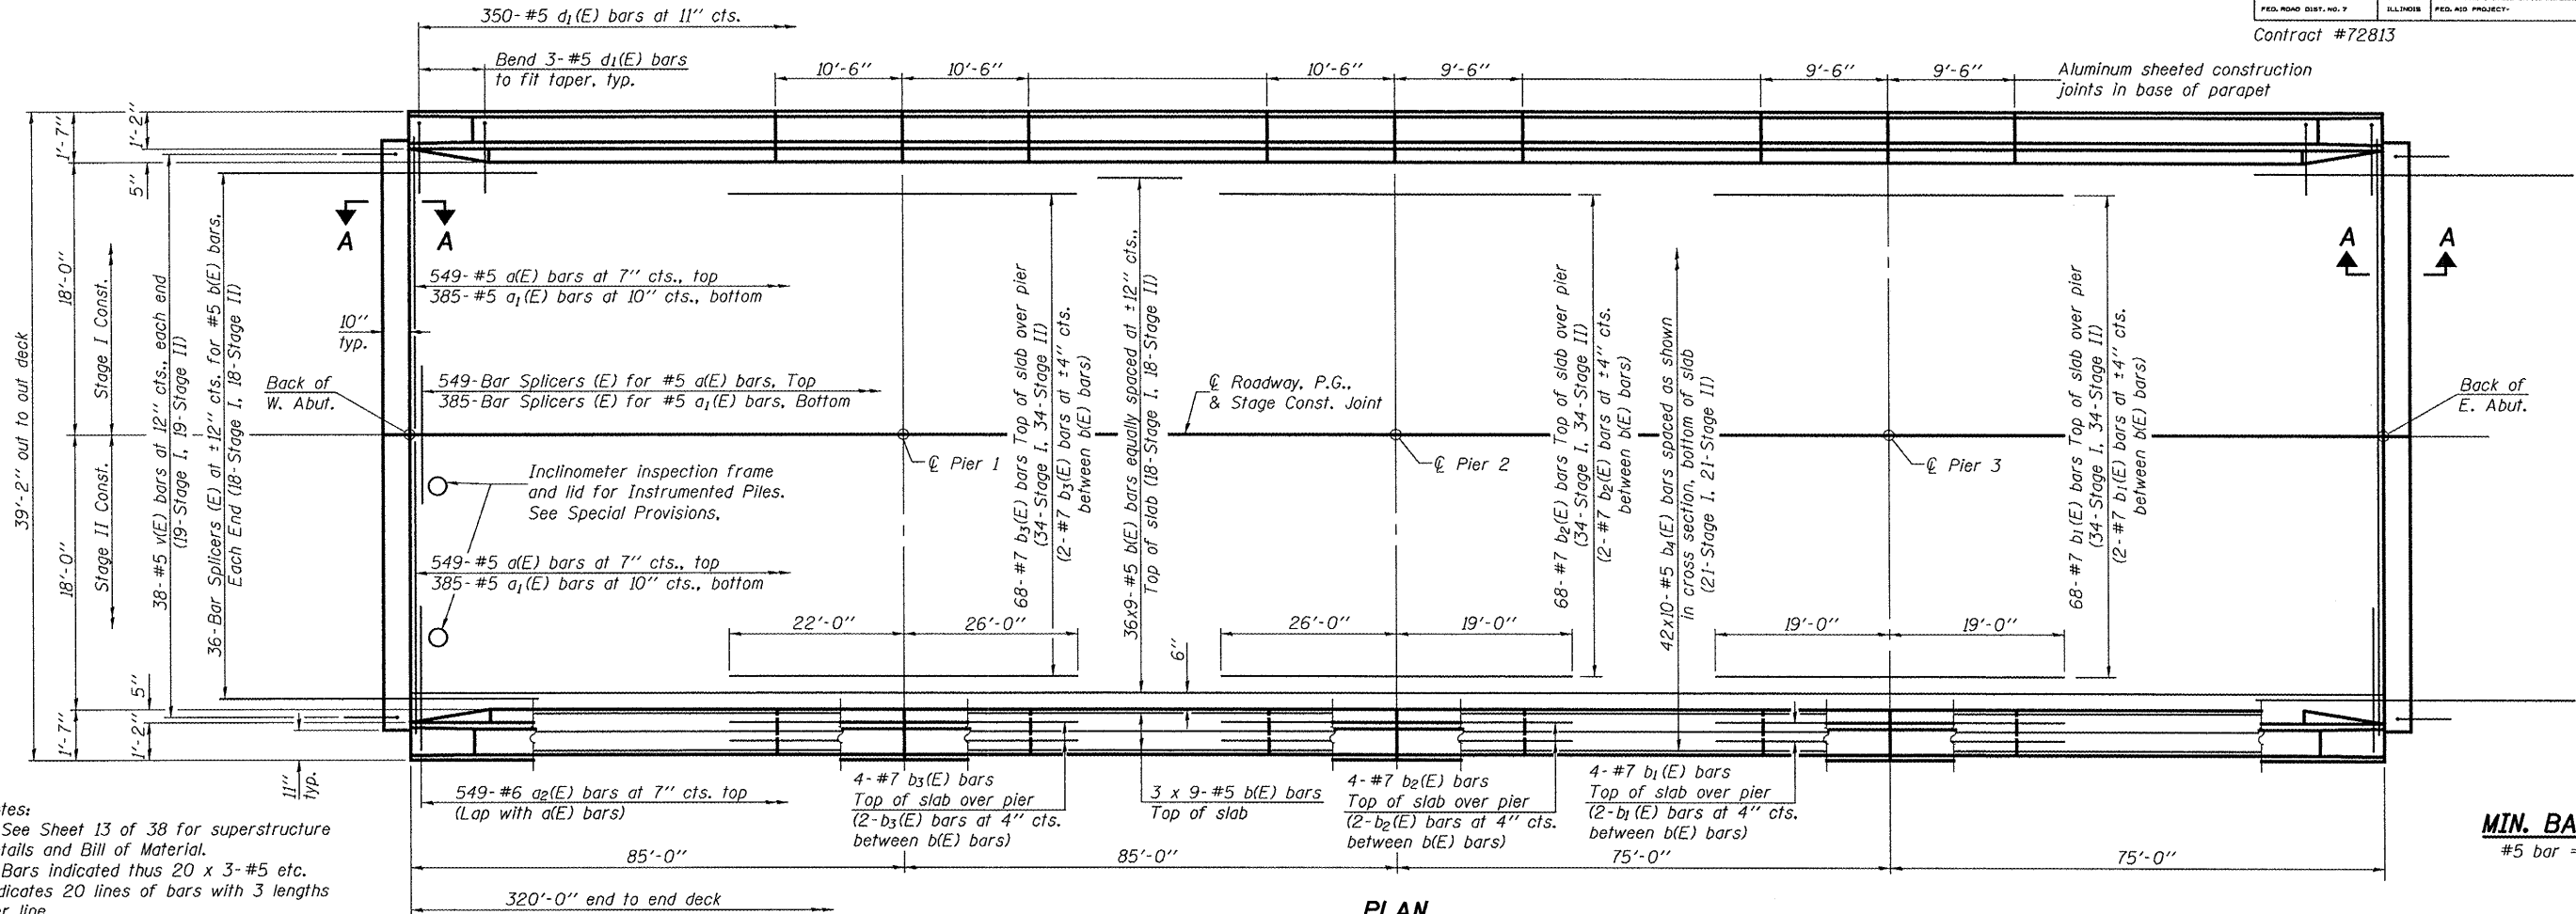 FED. ROAD DIST. NO. 7
ILLINOIS
FED. AID PROJECT-
Contract #72813
350-#5 d1(E) bars at 11" cts.
Bend 3-#5 d1(E) bars
to fit taper, typ.
10'-6"
10'-6"
10'-6"
9'-6"
9'-6"
9'-6"
Aluminum sheeted construction
joints in base of parapet
39'-2" out to out deck
1'-7"
1'-2"
5"
18'-0"
Stage I Const.
Stage II Const.
18'-0"
5"
1'-7"
1'-2"
11"
typ.
38-#5 v(E) bars at 12" cts., each end
(19-Stage I, 19-Stage II)
36-Bar Splicers (E) at ±12" cts. for #5 b(E) bars,
Each End (18-Stage I, 18-Stage II)
A
A
A
A
549-#5 a(E) bars at 7" cts., top
385-#5 a1(E) bars at 10" cts., bottom
10"
typ.
Back of
W. Abut.
549-Bar Splicers (E) for #5 a(E) bars, Top
385-Bar Splicers (E) for #5 a1(E) bars, Bottom
Inclinometer inspection frame
and lid for Instrumented Piles.
See Special Provisions,
549-#5 a(E) bars at 7" cts., top
385-#5 a1(E) bars at 10" cts., bottom
℄ Pier 1
68-#7 b3(E) bars Top of slab over pier
(34-Stage I, 34-Stage II)
(2-#7 b3(E) bars at ±4" cts.
between b(E) bars)
36x9-#5 b(E) bars equally spaced at ±12" cts.,
Top of slab (18-Stage I, 18-Stage II)
℄ Roadway, P.G.,
& Stage Const. Joint
℄ Pier 2
68-#7 b2(E) bars Top of slab over pier
(34-Stage I, 34-Stage II)
(2-#7 b2(E) bars at ±4" cts.
between b(E) bars)
42x10-#5 b4(E) bars spaced as shown
in cross section, bottom of slab
(21-Stage I, 21-Stage II)
℄ Pier 3
68-#7 b1(E) bars Top of slab over pier
(34-Stage I, 34-Stage II)
(2-#7 b1(E) bars at ±4" cts.
between b(E) bars)
Back of
E. Abut.
22'-0"
26'-0"
26'-0"
19'-0"
19'-0"
19'-0"
6"
549-#6 a2(E) bars at 7" cts. top
(Lap with a(E) bars)
4-#7 b3(E) bars
Top of slab over pier
(2-b3(E) bars at 4" cts.
between b(E) bars)
3 x 9-#5 b(E) bars
Top of slab
4-#7 b2(E) bars
Top of slab over pier
(2-b2(E) bars at 4" cts.
between b(E) bars)
4-#7 b1(E) bars
Top of slab over pier
(2-b1(E) bars at 4" cts.
between b(E) bars)
85'-0"
85'-0"
75'-0"
75'-0"
320'-0" end to end deck
tes:
See Sheet 13 of 38 for superstructure
tails and Bill of Material.
Bars indicated thus 20 x 3-#5 etc.
dicates 20 lines of bars with 3 lengths
er line
PLAN
MIN. BA
#5 bar =